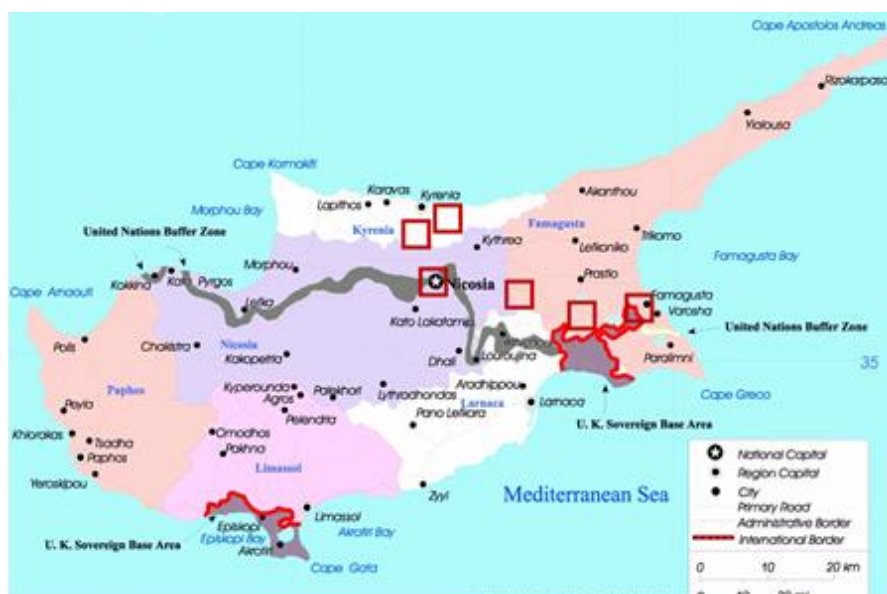 Cape Apostolos Andreas
Rizokarpaso
Yialousa
Cape Kormakiti
Karavas
Kyrenia
Lapithos
Akanthou
Morphou Bay
Kyrenia
Famagusta
Trikomo
United Nations Buffer Zone
Kythrea
Lefkoniko
Famagusta Bay
Morphou
Prastio
Kokkina
Kato Pyrgos
Nicosia
Cape Arnaouti
Famagusta
Lefka
Kato Lakatamia
Varosha
United Nations Buffer Zone
Polis
Chakistra
Nicosia
Kakopetria
Dhali
Louroujina
Paralimni
35
Paphos
Kyperounda
Agros
Palekhori
Lythradhondas
Aradhippou
Cape Greco
Peyia
Pelendria
Larnaca
Larnaca
Khlorakas
Omodhos
Pano Lefkara
U. K. Sovereign Base Area
Tsadha
Pakhna
Paphos
Limassol
Yeroskipou
Zyyi
Mediterranean Sea
Episkopi
Limassol
U. K. Sovereign Base Area
Episkopi Bay
Akrotiri Bay
Akrotiri
Cape Gata
National Capital
Region Capital
City
Primary Road
Administrative Border
International Border
0 10 20 km